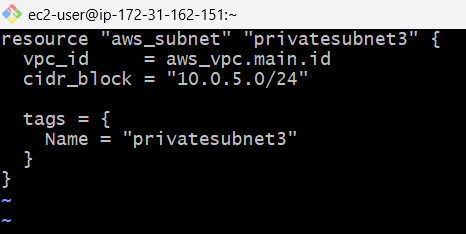 ec2-user@ip-172-31-162-151:~
resource "aws_subnet" "privatesubnet3" {
  vpc_id     = aws_vpc.main.id
  cidr_block = "10.0.5.0/24"

  tags = {
    Name = "privatesubnet3"
  }
}
~
~